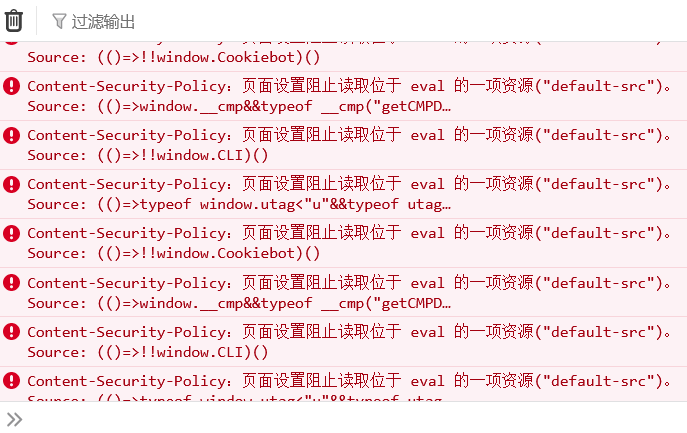 过滤输出
Source: (()=>!!window.Cookiebot)()
Content-Security-Policy: 页面设置阻止读取位于 eval 的一项资源("default-src")。
Source: (()=>window.__cmp&&typeof __cmp("getCMPD…
Content-Security-Policy: 页面设置阻止读取位于 eval 的一项资源("default-src")。
Source: (()=>!!window.CLI)()
Content-Security-Policy: 页面设置阻止读取位于 eval 的一项资源("default-src")。
Source: (()=>typeof window.utag<"u"&&typeof utag…
Content-Security-Policy: 页面设置阻止读取位于 eval 的一项资源("default-src")。
Source: (()=>!!window.Cookiebot)()
Content-Security-Policy: 页面设置阻止读取位于 eval 的一项资源("default-src")。
Source: (()=>window.__cmp&&typeof __cmp("getCMPD…
Content-Security-Policy: 页面设置阻止读取位于 eval 的一项资源("default-src")。
Source: (()=>!!window.CLI)()
Content-Security-Policy: 页面设置阻止读取位于 eval 的一项资源("default-src")。
Source: (()=>typeof window.utag<"u"&&typeof utag…